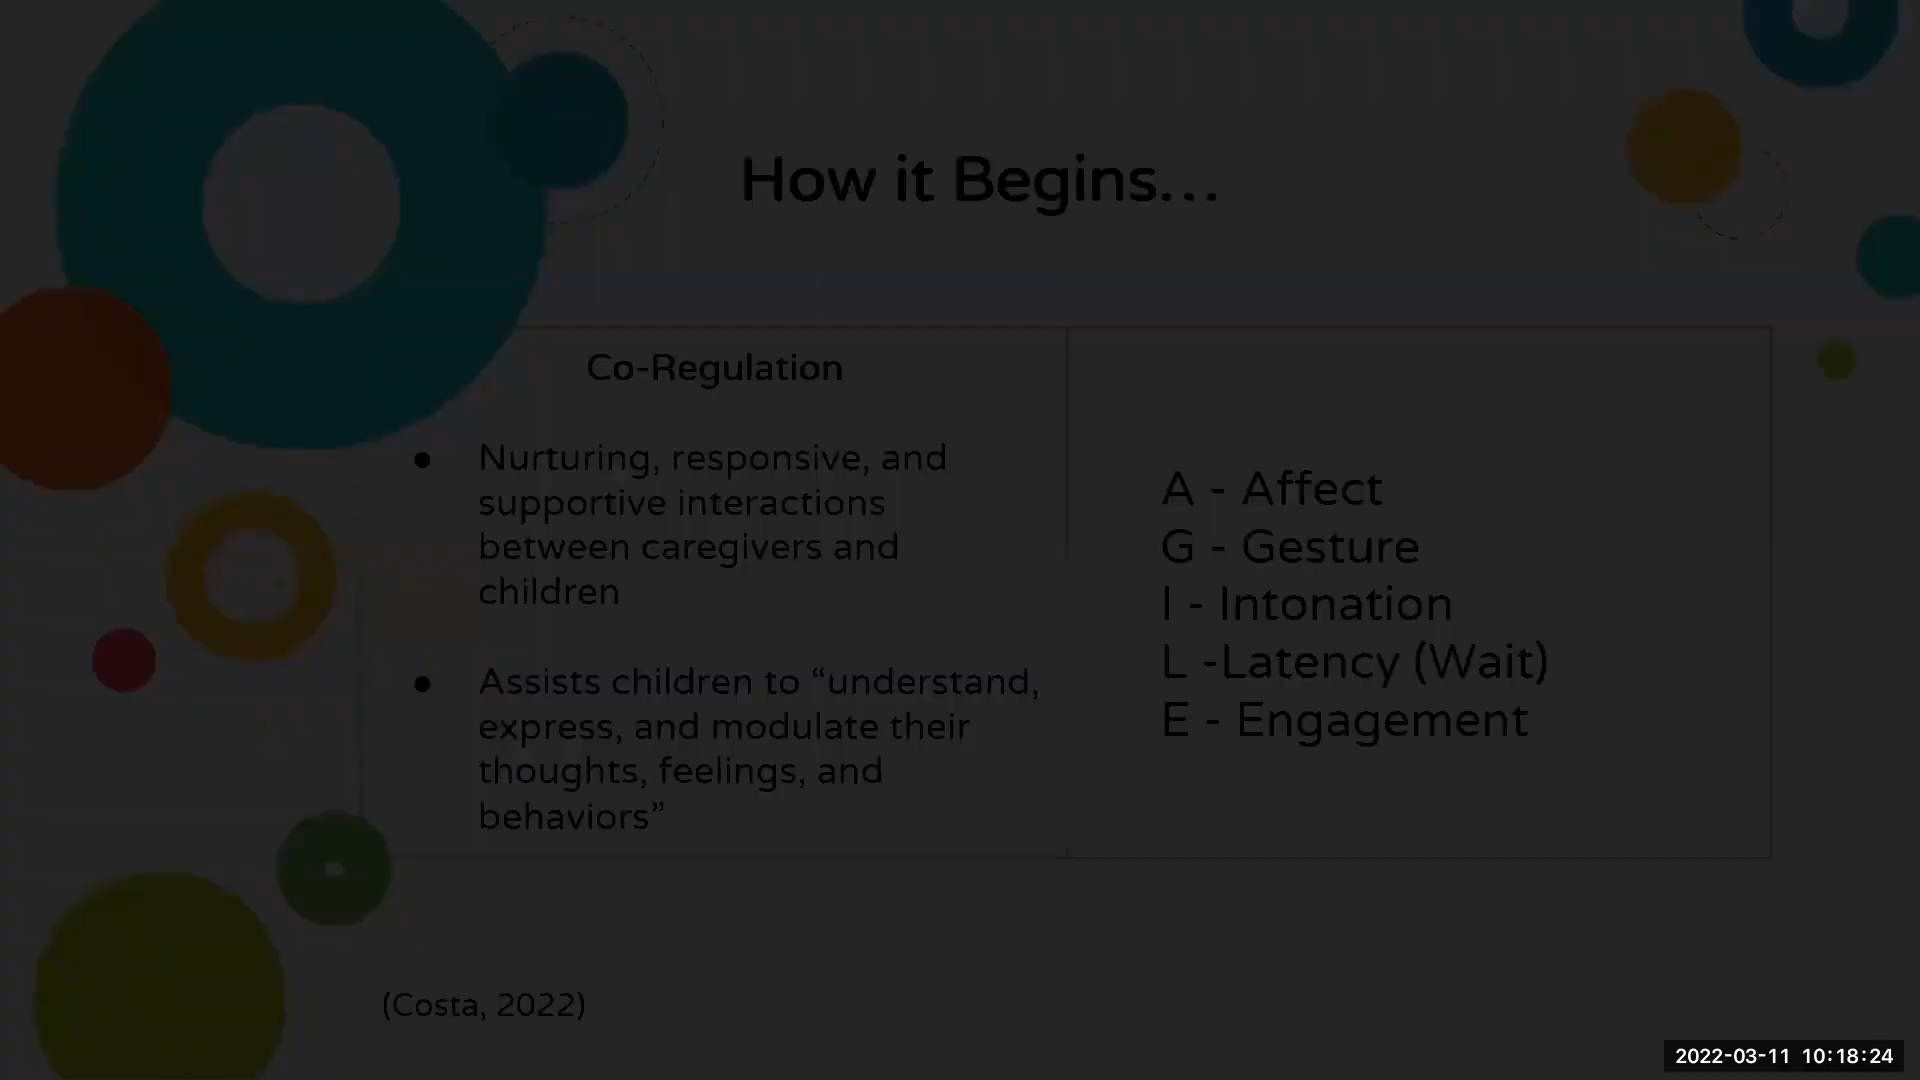 How it Begins...
Co-Regulation
● Nurturing, responsive, and
supportive interactions
between caregivers and
children
● Assists children to “understand,
express, and modulate their
thoughts, feelings, and
behaviors”
A - Affect
G - Gesture
I - Intonation
L -Latency (Wait)
E - Engagement
(Costa, 2022)
2022-03-11 10:18:24